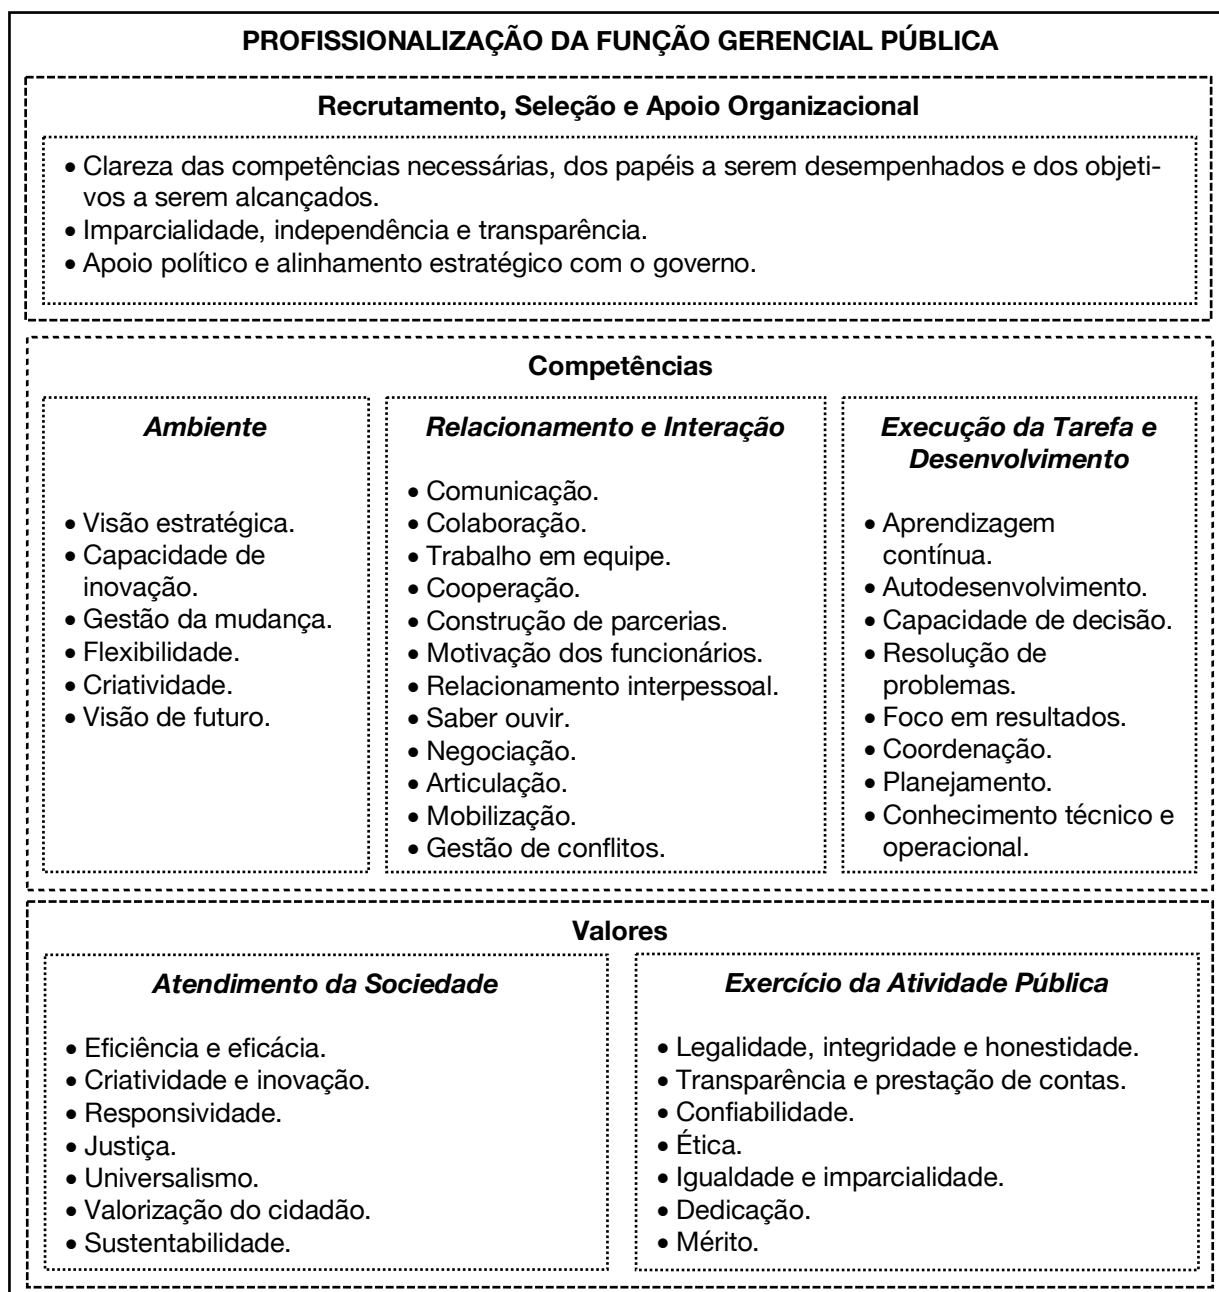 PROFISSIONALIZAÇÃO DA FUNÇÃO GERENCIAL PÚBLICA
Recrutamento, Seleção e Apoio Organizacional
• Clareza das competências necessárias, dos papéis a serem desempenhados e dos objeti-
vos a serem alcançados.
• Imparcialidade, independência e transparência.
• Apoio político e alinhamento estratégico com o governo.
Competências
Ambiente
• Visão estratégica.
• Capacidade de
inovação.
• Gestão da mudança.
• Flexibilidade.
• Criatividade.
• Visão de futuro.
Relacionamento e Interação
• Comunicação.
• Colaboração.
• Trabalho em equipe.
• Cooperação.
• Construção de parcerias.
• Motivação dos funcionários.
• Relacionamento interpessoal.
• Saber ouvir.
• Negociação.
• Articulação.
• Mobilização.
• Gestão de conflitos.
Execução da Tarefa e
Desenvolvimento
• Aprendizagem
contínua.
• Autodesenvolvimento.
• Capacidade de decisão.
• Resolução de
problemas.
• Foco em resultados.
• Coordenação.
• Planejamento.
• Conhecimento técnico e
operacional.
Valores
Atendimento da Sociedade
• Eficiência e eficácia.
• Criatividade e inovação.
• Responsividade.
• Justiça.
• Universalismo.
• Valorização do cidadão.
• Sustentabilidade.
Exercício da Atividade Pública
• Legalidade, integridade e honestidade.
• Transparência e prestação de contas.
• Confiabilidade.
• Ética.
• Igualdade e imparcialidade.
• Dedicação.
• Mérito.